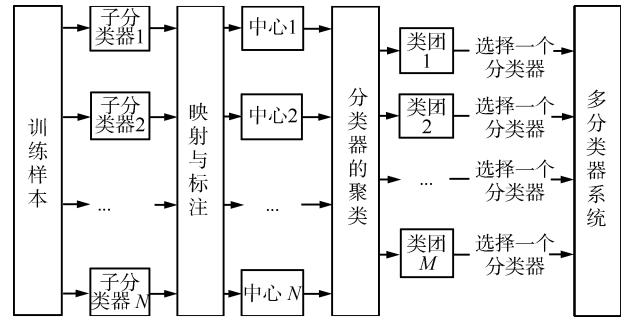 训练样本
子分
类器1
子分
类器2
...
子分
类器N
映射与标注
中心1
中心2
...
中心N
分类器的聚类
类团
1
类团
2
...
类团
M
选择一个
分类器
选择一个
分类器
选择一个
分类器
选择一个
分类器
多分类器系统